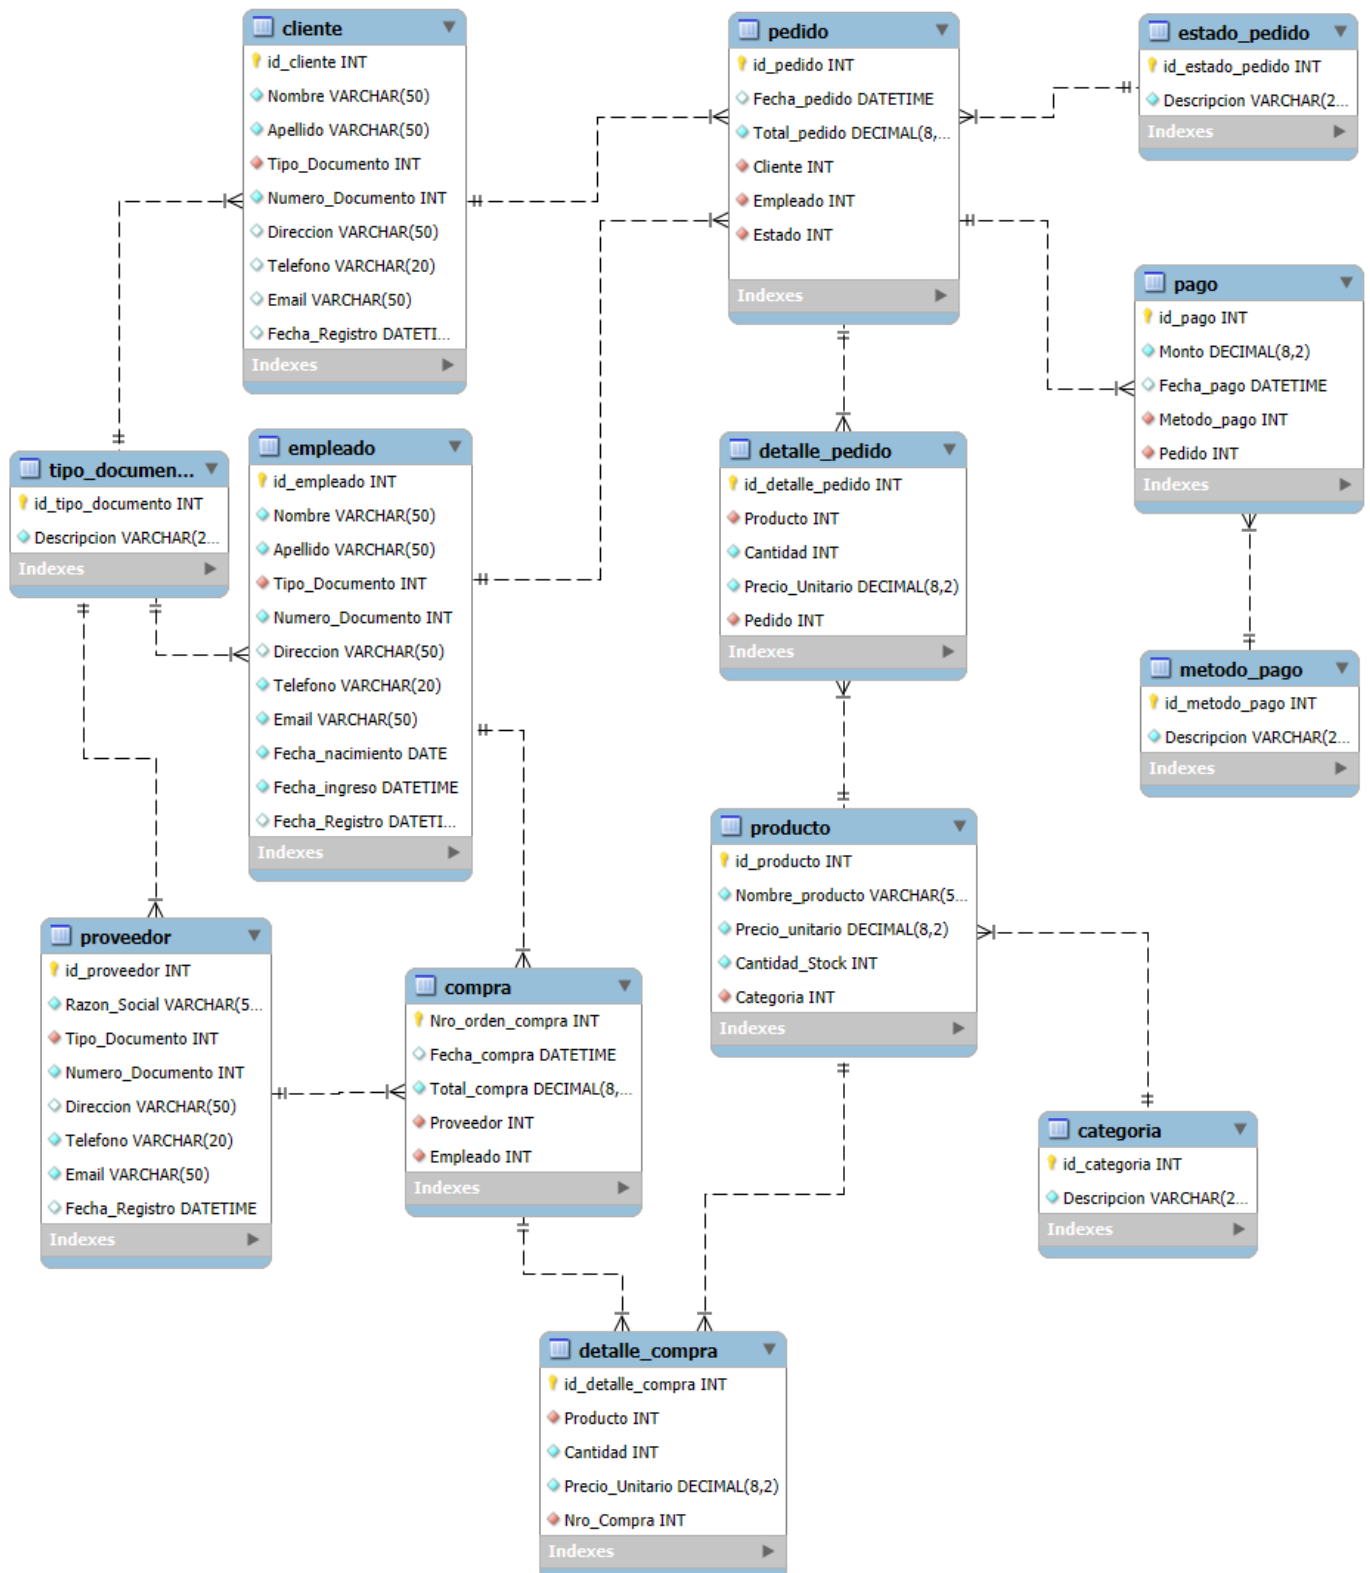 cliente
id_cliente INT
Nombre VARCHAR(50)
Apellido VARCHAR(50)
Tipo_Documento INT
Numero_Documento INT
Direccion VARCHAR(50)
Telefono VARCHAR(20)
Email VARCHAR(50)
Fecha_Registro DATETI...
Indexes
pedido
id_pedido INT
Fecha_pedido DATETIME
Total_pedido DECIMAL(8,...
Cliente INT
Empleado INT
Estado INT
Indexes
estado_pedido
id_estado_pedido INT
Descripcion VARCHAR(2...
Indexes
pago
id_pago INT
Monto DECIMAL(8,2)
Fecha_pago DATETIME
Metodo_pago INT
Pedido INT
Indexes
tipo_documen...
id_tipo_documento INT
Descripcion VARCHAR(2...
Indexes
empleado
id_empleado INT
Nombre VARCHAR(50)
Apellido VARCHAR(50)
Tipo_Documento INT
Numero_Documento INT
Direccion VARCHAR(50)
Telefono VARCHAR(20)
Email VARCHAR(50)
Fecha_nacimiento DATE
Fecha_ingreso DATETIME
Fecha_Registro DATETI...
Indexes
detalle_pedido
id_detalle_pedido INT
Producto INT
Cantidad INT
Precio_Unitario DECIMAL(8,2)
Pedido INT
Indexes
metodo_pago
id_metodo_pago INT
Descripcion VARCHAR(2...
Indexes
producto
id_producto INT
Nombre_producto VARCHAR(5...
Precio_unitario DECIMAL(8,2)
Cantidad_Stock INT
Categoria INT
Indexes
proveedor
id_proveedor INT
Razon_Social VARCHAR(5...
Tipo_Documento INT
Numero_Documento INT
Direccion VARCHAR(50)
Telefono VARCHAR(20)
Email VARCHAR(50)
Fecha_Registro DATETIME
Indexes
compra
Nro_orden_compra INT
Fecha_compra DATETIME
Total_compra DECIMAL(8,...
Proveedor INT
Empleado INT
Indexes
categoria
id_categoria INT
Descripcion VARCHAR(2...
Indexes
detalle_compra
id_detalle_compra INT
Producto INT
Cantidad INT
Precio_Unitario DECIMAL(8,2)
Nro_Compra INT
Indexes